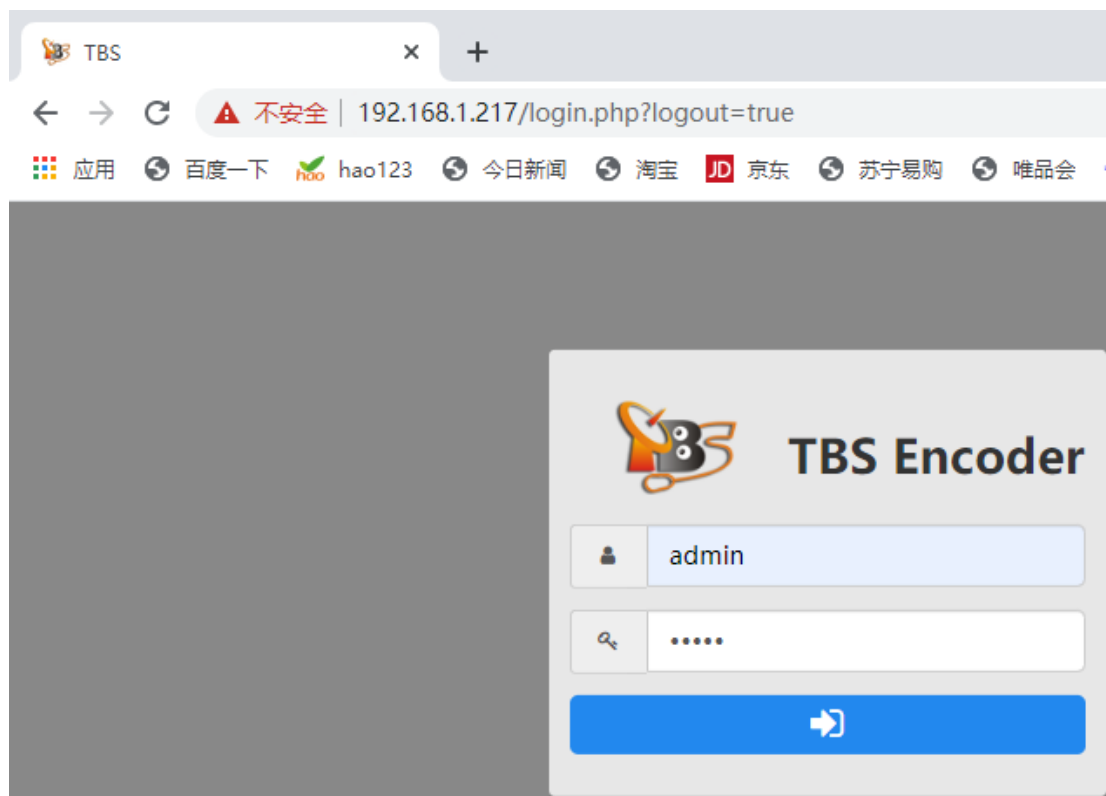 TBS
不安全 | 192.168.1.217/login.php?logout=true
应用 百度一下 hao hao123 今日新闻 淘宝 JD 京东 苏宁易购 唯品会
TBS TBS Encoder
admin
•••••